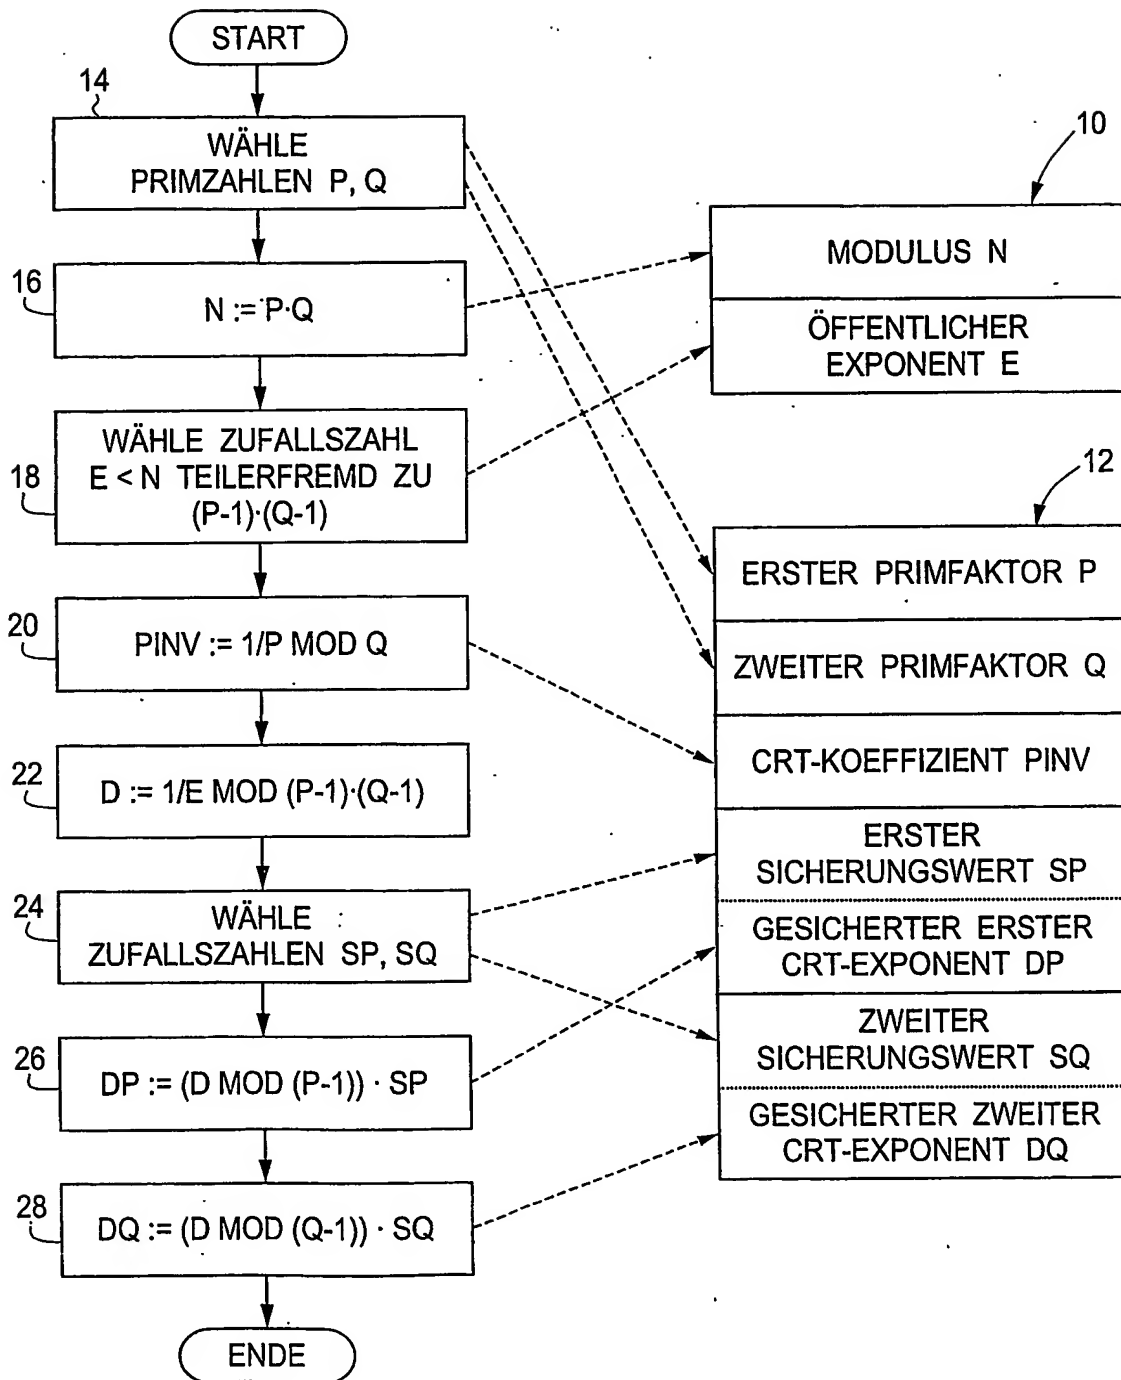 START
14
WÄHLE
PRIMZAHLEN P, Q
16
N := P·Q
18
WÄHLE ZUFALLSZAHL
E < N TEILERFREMD ZU
(P-1)·(Q-1)
20
PINV := 1/P MOD Q
22
D := 1/E MOD (P-1)·(Q-1)
24
WÄHLE
ZUFALLSZAHLEN SP, SQ
26
DP := (D MOD (P-1)) · SP
28
DQ := (D MOD (Q-1)) · SQ
ENDE
10
MODULUS N
ÖFFENTLICHER
EXPONENT E
12
ERSTER PRIMFAKTOR P
ZWEITER PRIMFAKTOR Q
CRT-KOEFFIZIENT PINV
ERSTER
SICHERUNGSWERT SP
GESICHERTER ERSTER
CRT-EXPONENT DP
ZWEITER
SICHERUNGSWERT SQ
GESICHERTER ZWEITER
CRT-EXPONENT DQ